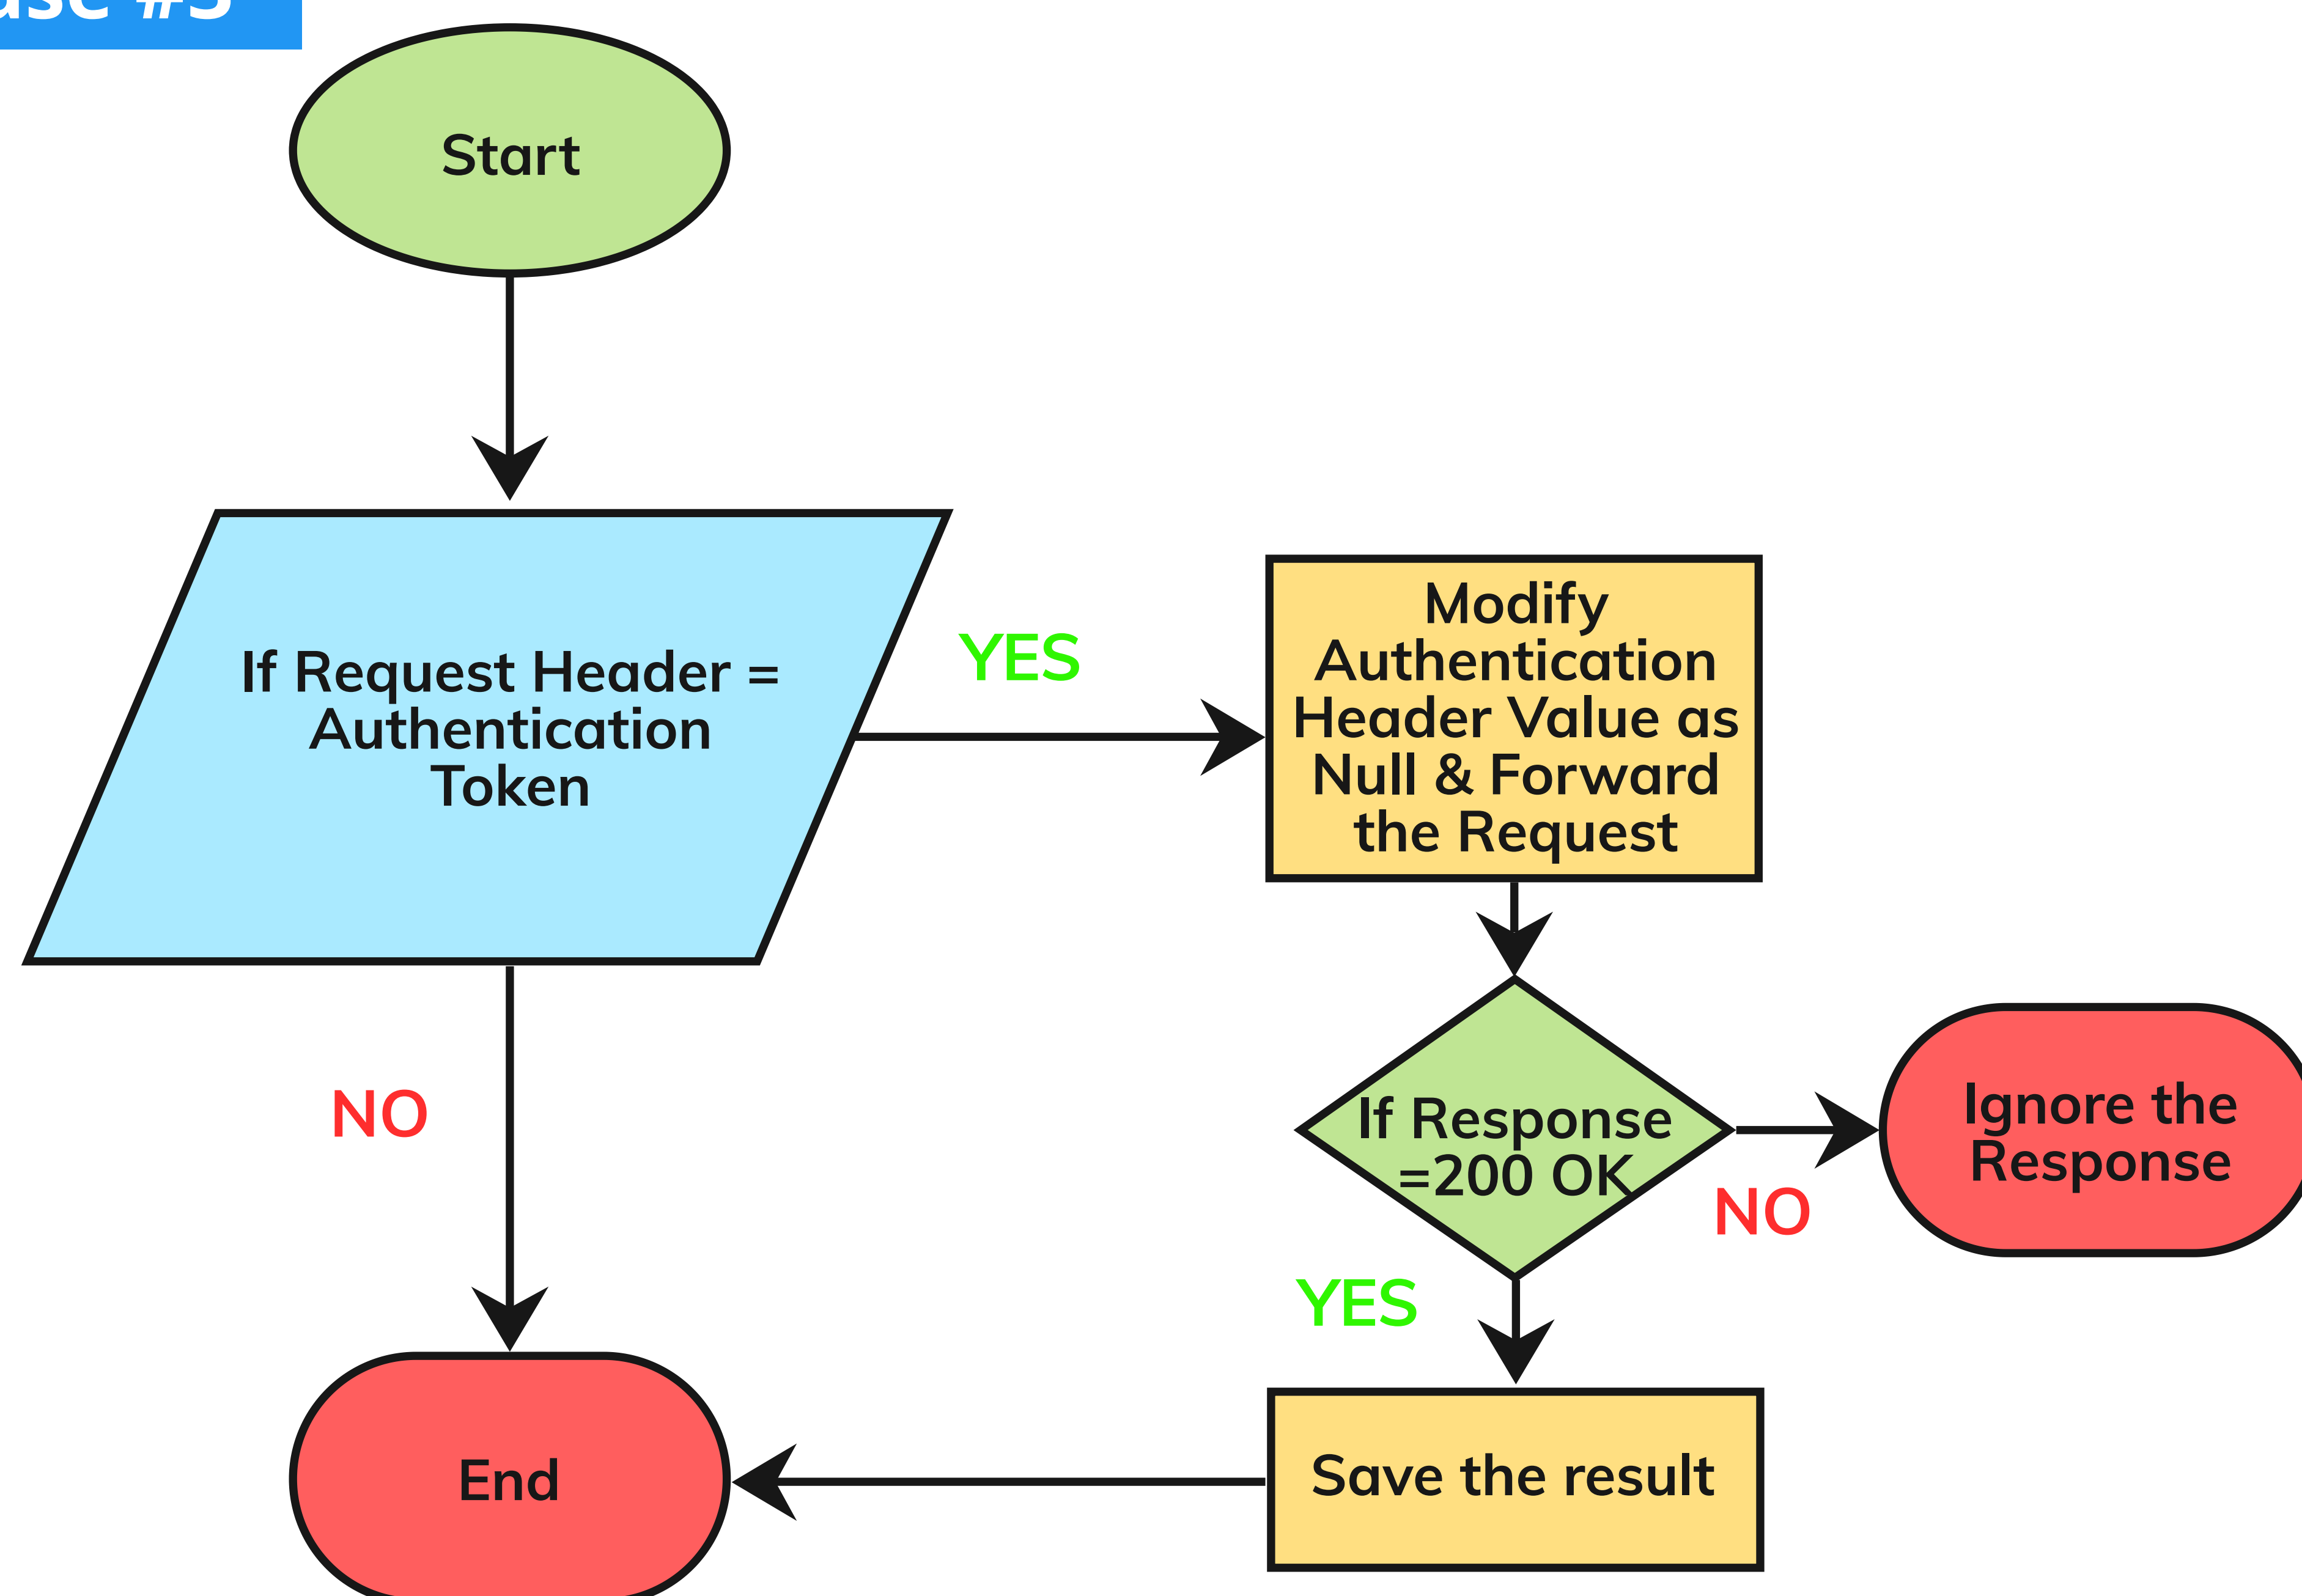 #3
Start
If Request Header =
Authentication
Token
YES
Modify
Authentication
Header Value as
Null & Forward
the Request
NO
If Response
=200 OK
NO
Ignore the
Response
YES
End
Save the result